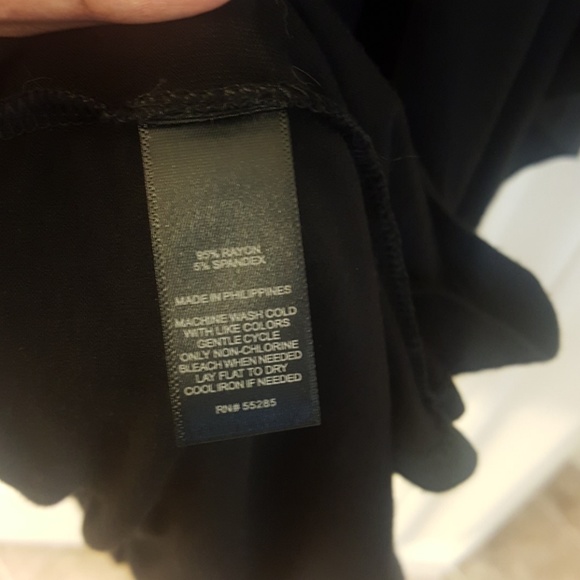 95% RAYON
5% SPANDEX
MADE IN PHILIPPINES
MACHINE WASH COLD
WITH LIKE COLORS
GENTLE CYCLE
ONLY NON-CHLORINE
BLEACH WHEN NEEDED
LAY FLAT TO DRY
COOL IRON IF NEEDED
RN# 55285